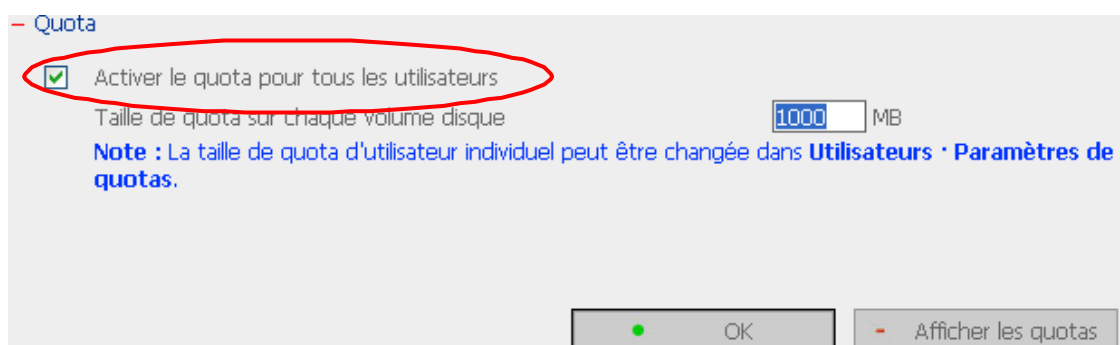 – Quota
Activer le quota pour tous les utilisateurs
Taille de quota sur chaque volume disque 1000 MB
Note : La taille de quota d'utilisateur individuel peut être changée dans Utilisateurs · Paramètres de
quotas.
OK - Afficher les quotas